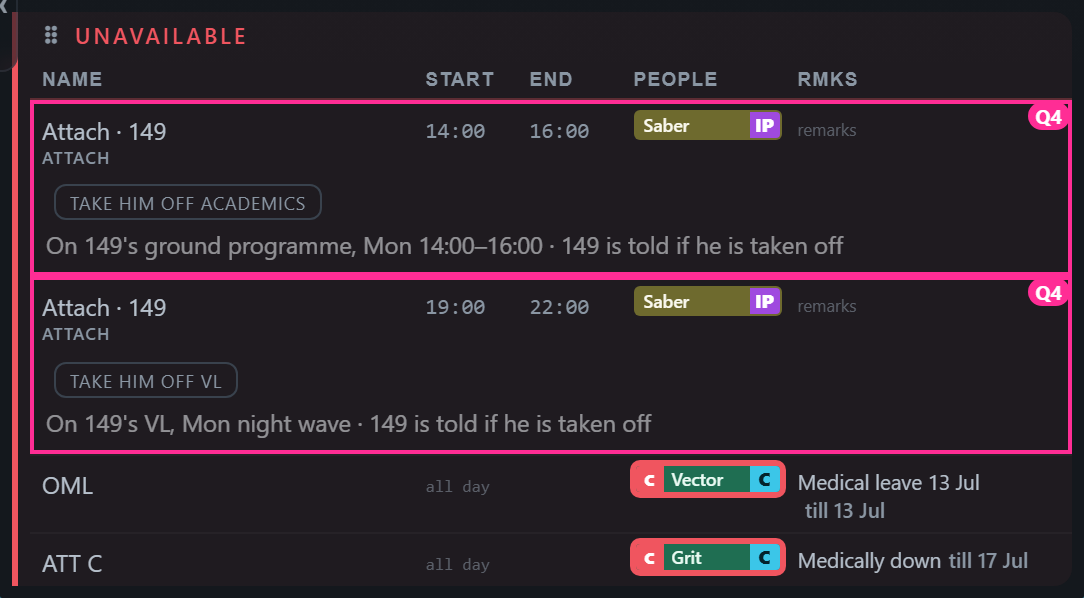 UNAVAILABLE
NAME START END PEOPLE RMKS
Q4
Attach · 149 14:00 16:00 Saber IP remarks
ATTACH
TAKE HIM OFF ACADEMICS
On 149's ground programme, Mon 14:00–16:00 · 149 is told if he is taken off
Q4
Attach · 149 19:00 22:00 Saber IP remarks
ATTACH
TAKE HIM OFF VL
On 149's VL, Mon night wave · 149 is told if he is taken off
OML all day c Vector C Medical leave 13 Jul
till 13 Jul
ATT C all day c Grit C Medically down till 17 Jul